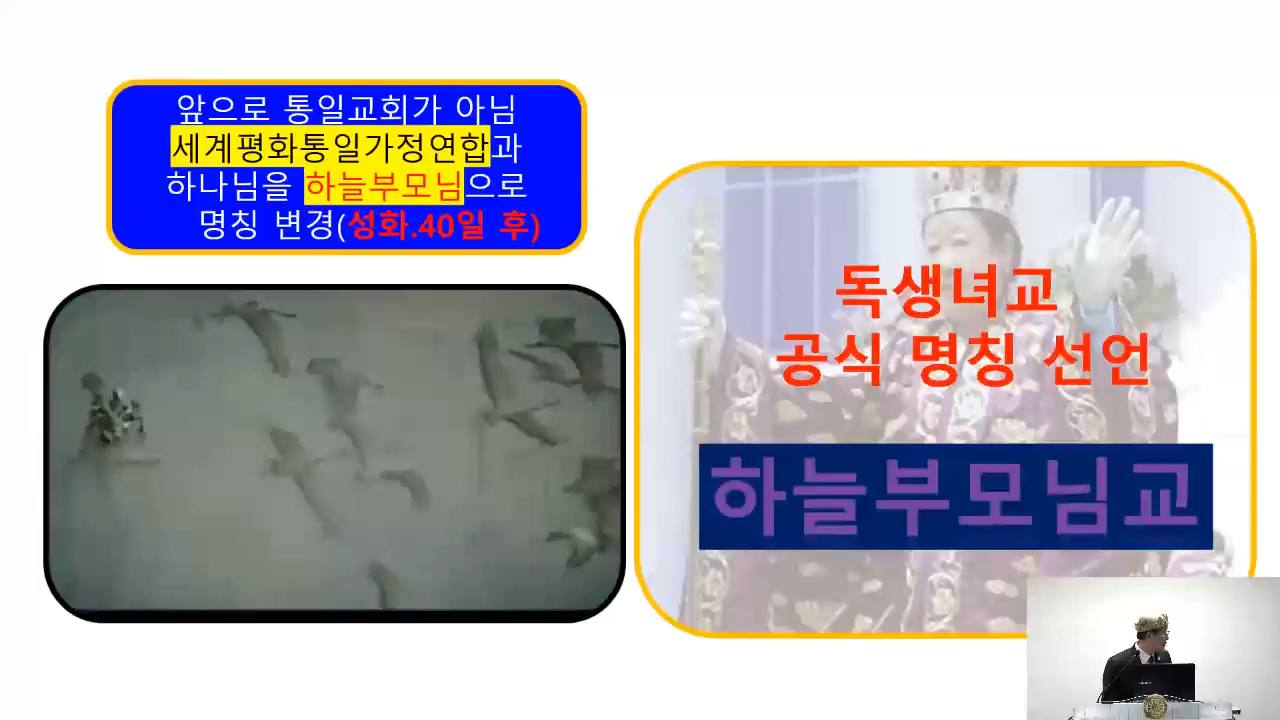 앞으로 통일교회가 아님
세계평화통일가정연합과
하나님을 하늘부모님으로
명칭 변경(성화.40일 후)
독생녀교
공식 명칭 선언
하늘부모님교